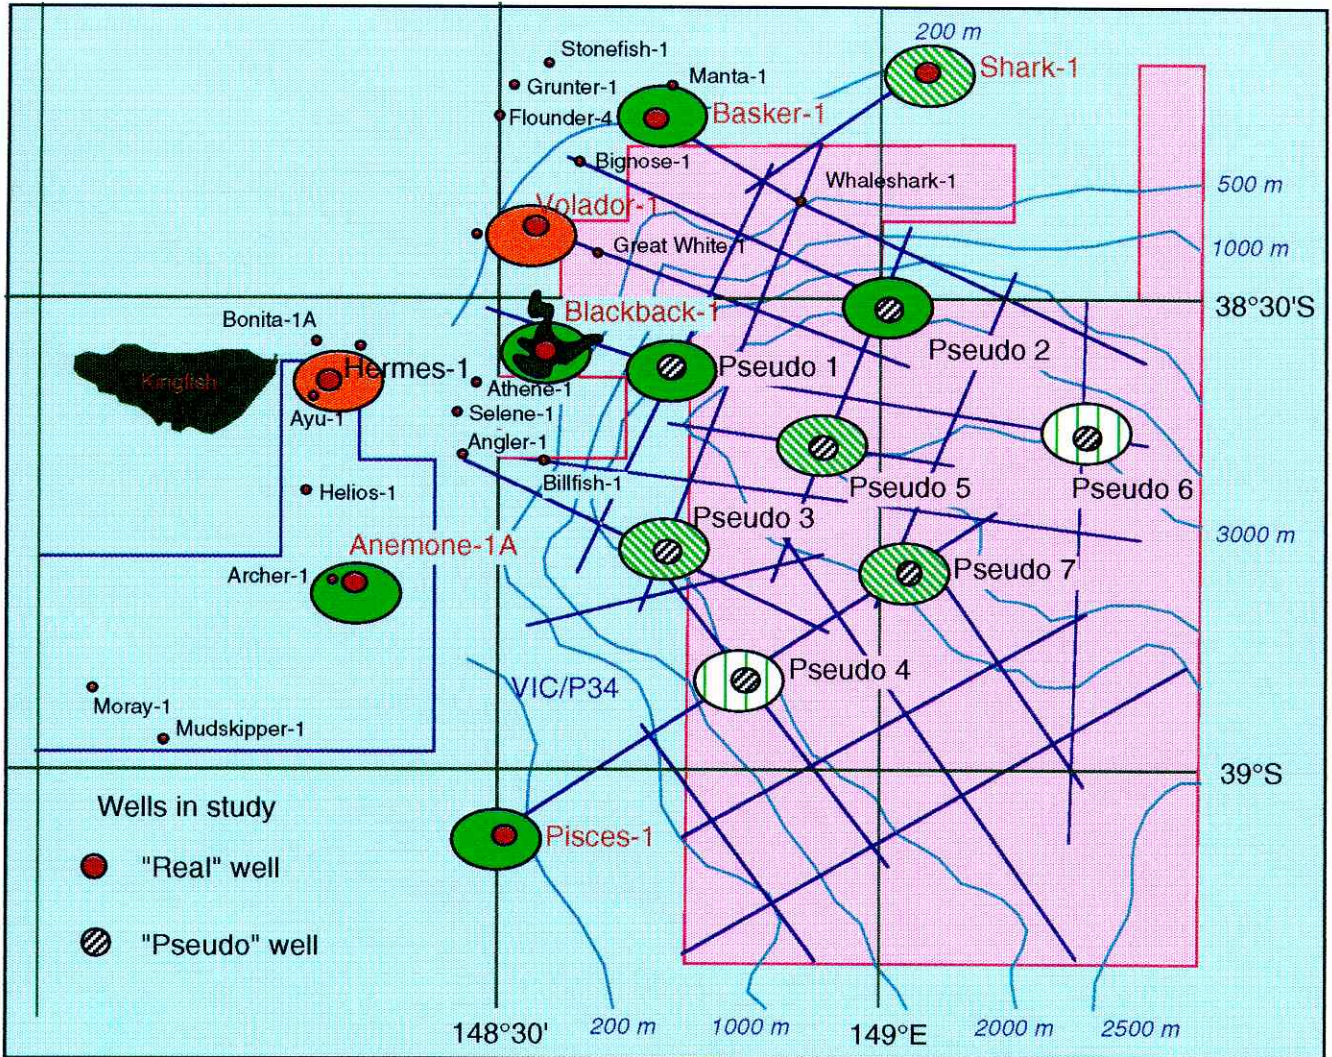 200 m
Stonefish-1
Shark-1
Manta-1
Grunter-1
Basker-1
Flounder-4
Bignose-1
Whaleshark-1
500 m
Volador-1
Great White-1
1000 m
38°30'S
Blackback-1
Bonita-1A
Pseudo 2
Hermes-1
Pseudo 1
Kingfish
Athene-1
Selene-1
Ayu-1
Angler-1
Billfish-1
Pseudo 5
Pseudo 6
Helios-1
Pseudo 3
3000 m
Anemone-1A
Archer-1
Pseudo 7
Pseudo 4
VIC/P34
Moray-1
Mudskipper-1
39°S
Wells in study
Pisces-1
"Real" well
"Pseudo" well
148°30'
200 m
1000 m
149°E
2000 m
2500 m